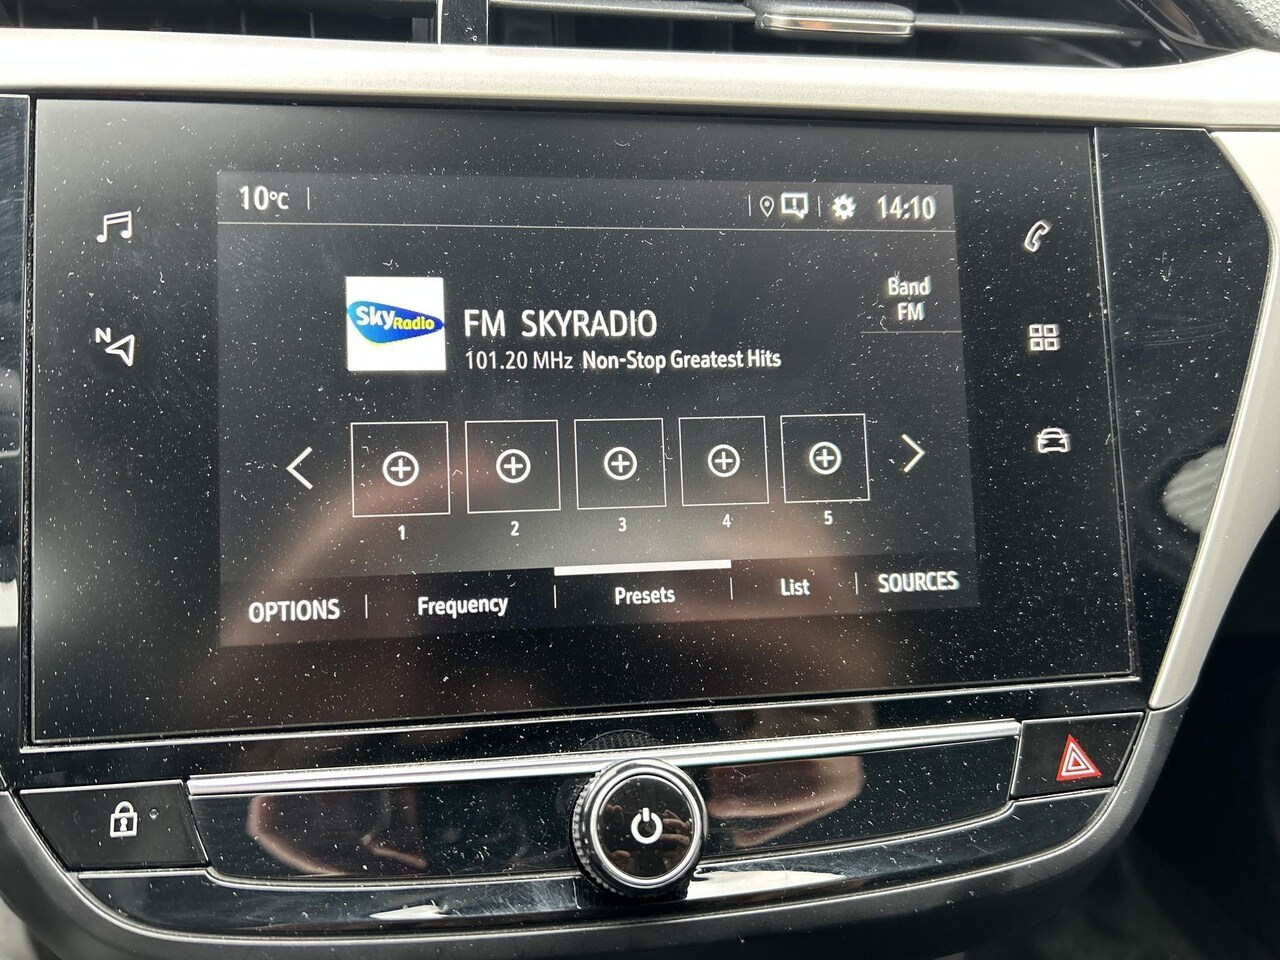 10°C
14:10
N
Sky Radio
FM SKYRADIO
101.20 MHz Non-Stop Greatest Hits
Band
FM
1 2 3 4 5
OPTIONS Frequency Presets List SOURCES